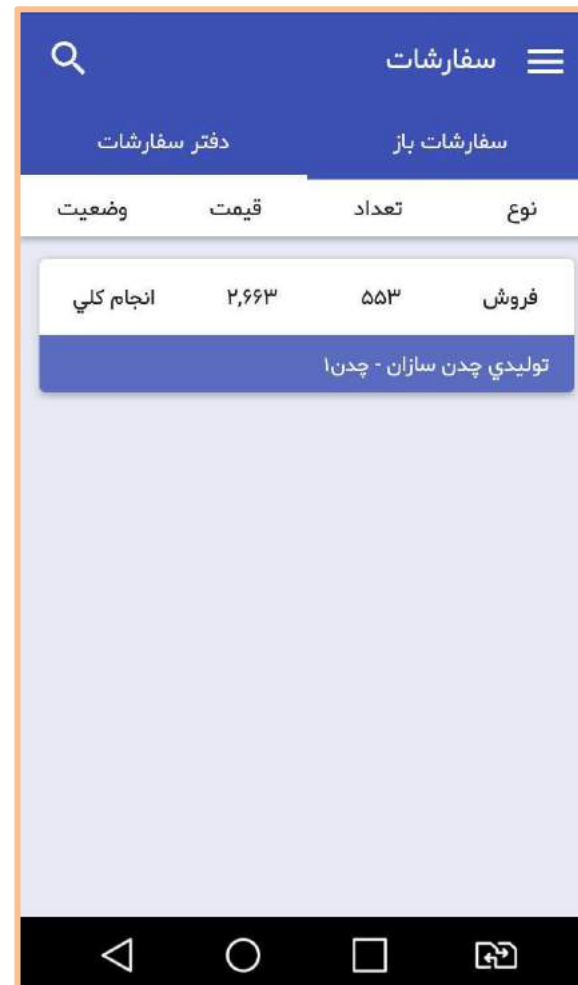 سفارشات
سفارشات باز دفتر سفارشات
نوع تعداد قیمت وضعیت
فروش ۵۵۳ ۲,۶۶۳ انجام كلي
توليدي چدن سازان - چدن۱